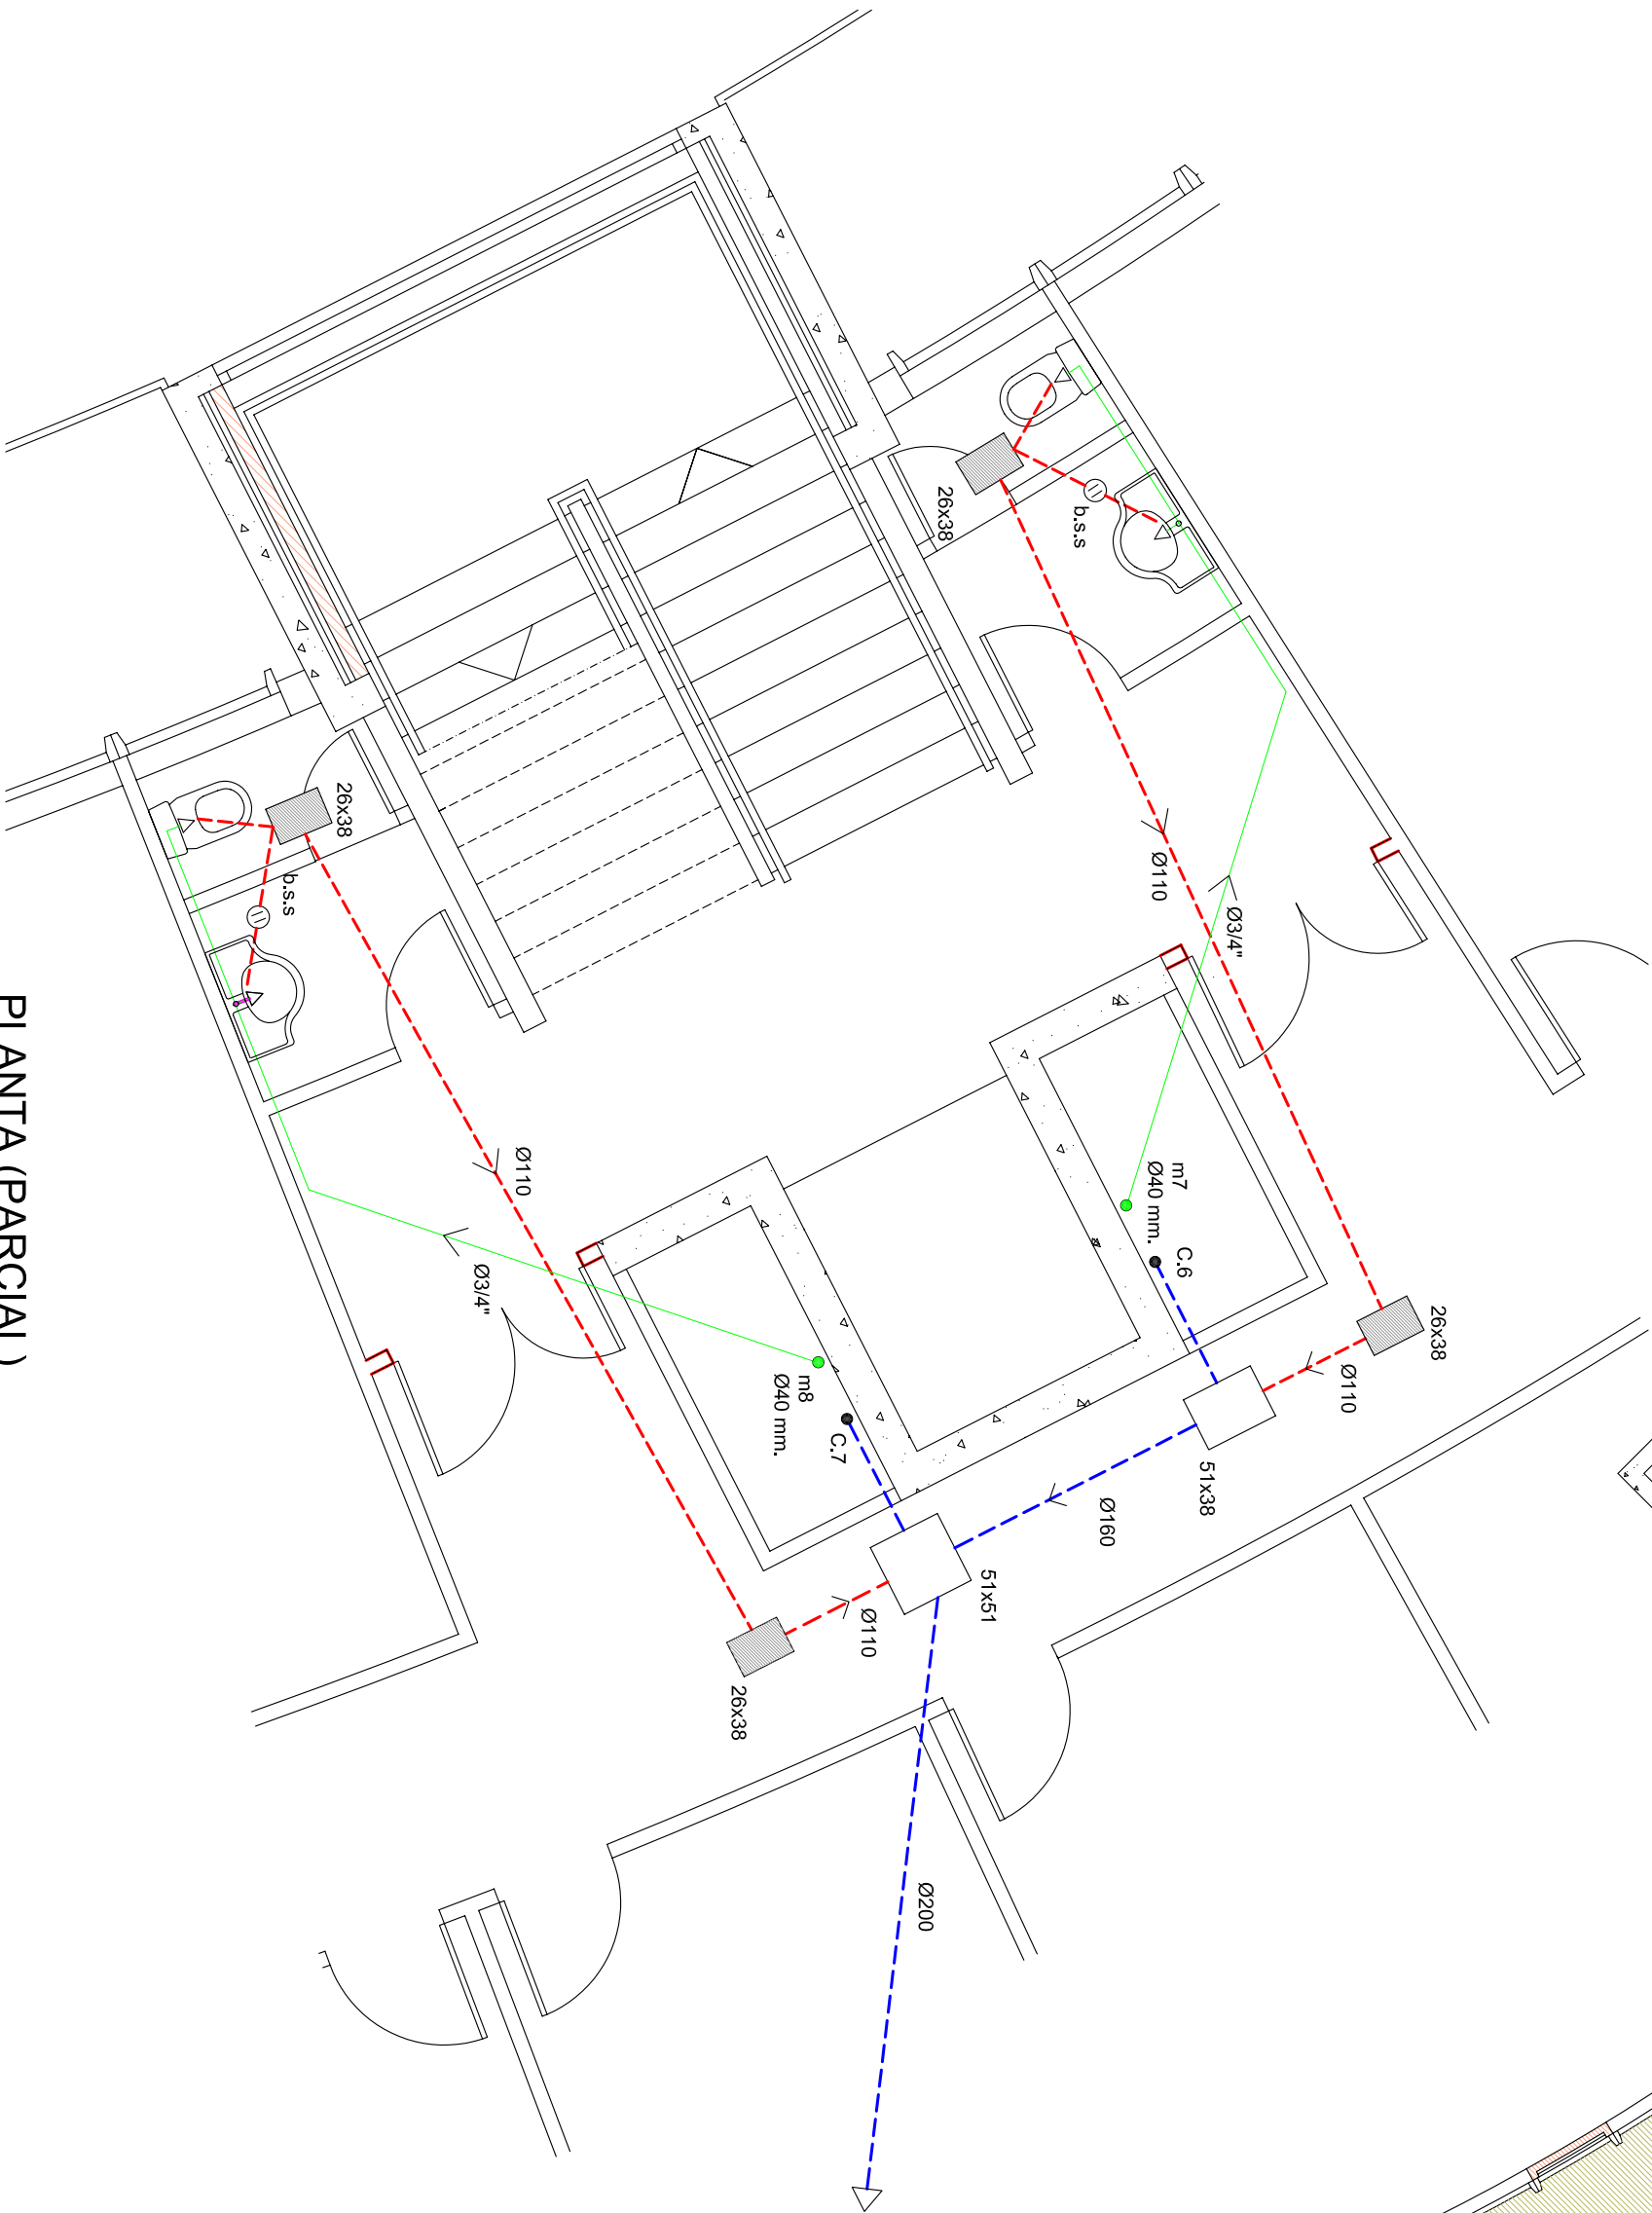 26x38
b.s.s
Ø110
Ø3/4"
m7
Ø40 mm.
C.6
26x38
Ø110
51x38
Ø160
26x38
b.s.s
Ø110
Ø3/4"
m8
Ø40 mm.
C.7
51x51
Ø110
26x38
Ø200
PLANTA (PARCIAL)